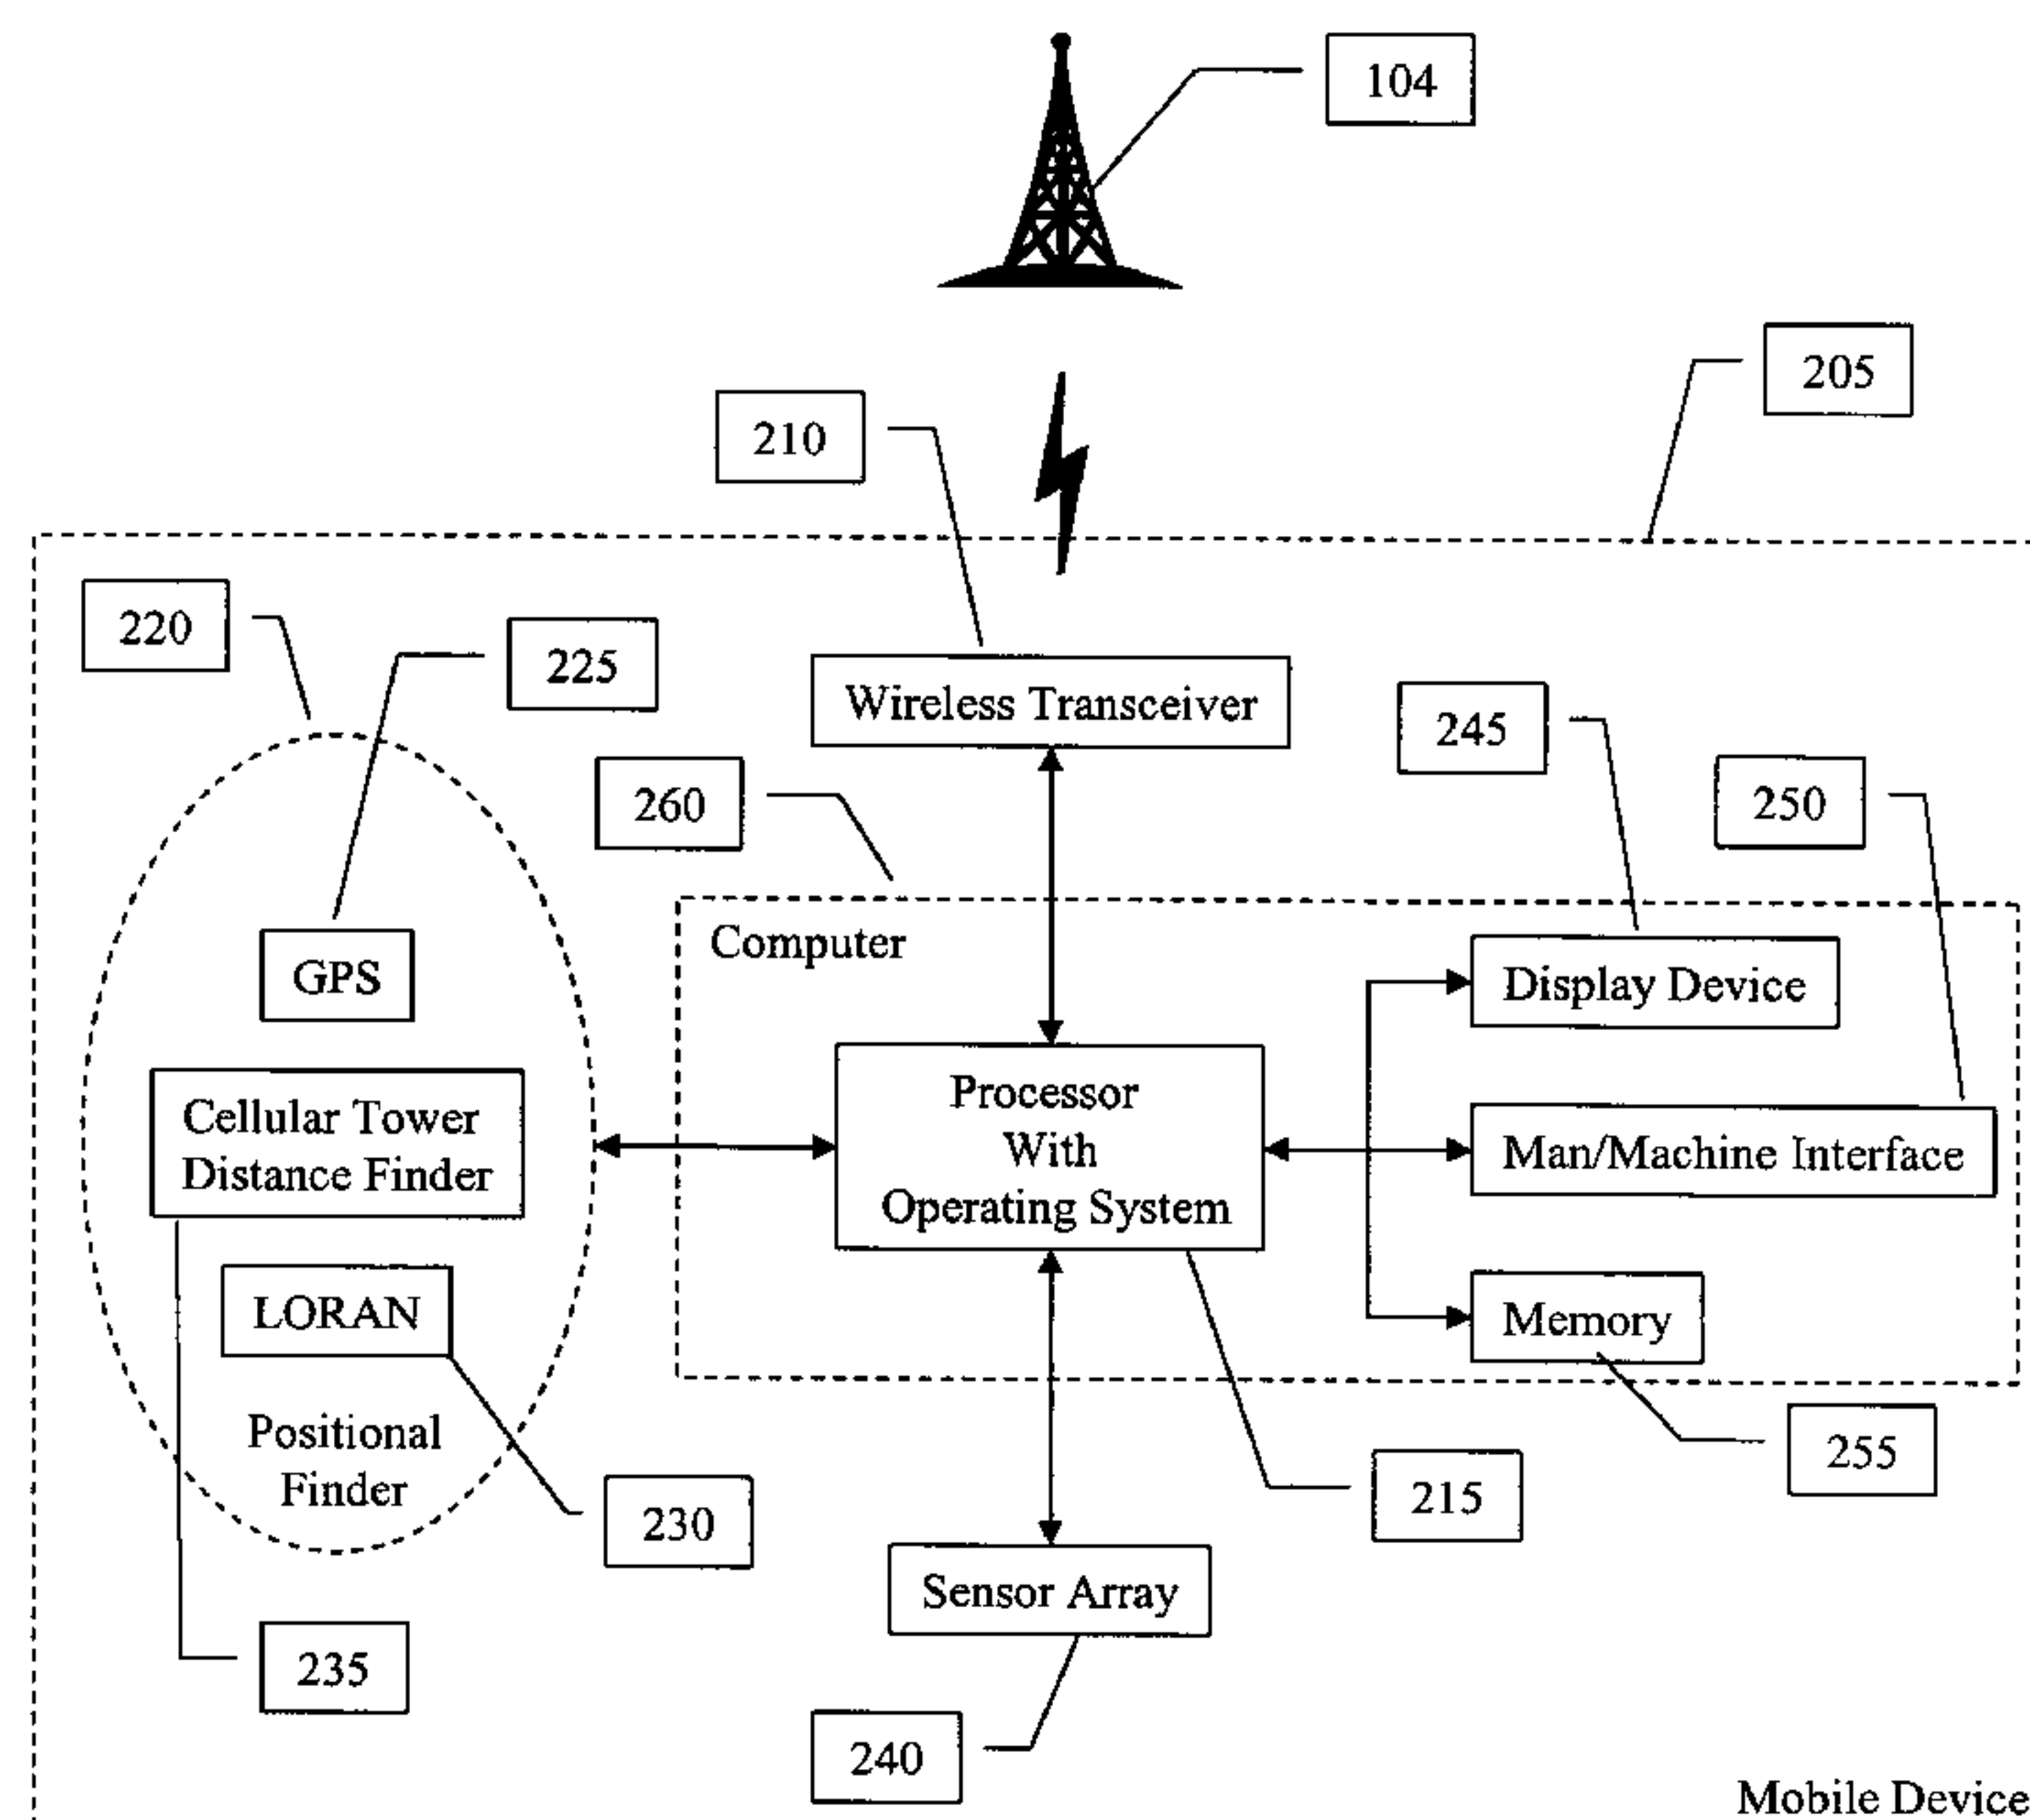 104
205
210
220
225
Wireless Transceiver
245
260
250
Computer
GPS
Display Device
Cellular Tower
Distance Finder
Processor
With
Operating System
Man/Machine Interface
LORAN
Memory
Positional
Finder
255
215
230
Sensor Array
235
240
Mobile Device